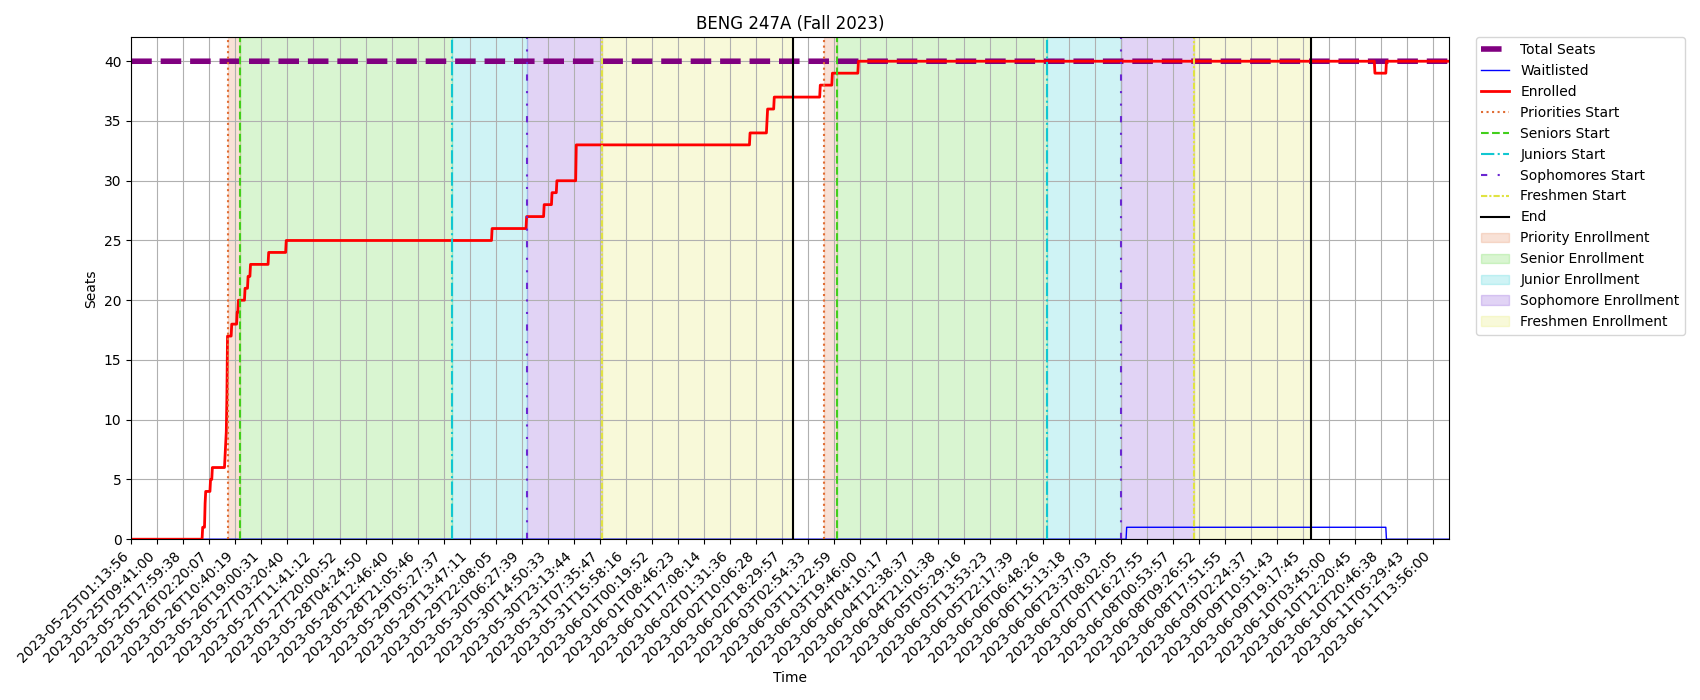 BENG 247A (Fall 2023)
Seats
40
35
30
25
20
15
10
5
0
2023-05-25T01:13:56
2023-05-25T09:41:00
2023-05-25T17:59:38
2023-05-26T02:20:07
2023-05-26T10:40:19
2023-05-26T19:00:31
2023-05-27T03:20:40
2023-05-27T11:41:12
2023-05-27T20:00:52
2023-05-28T04:24:50
2023-05-28T12:46:40
2023-05-28T21:05:46
2023-05-29T05:27:37
2023-05-29T13:47:11
2023-05-29T22:08:05
2023-05-30T06:27:39
2023-05-30T14:50:33
2023-05-30T23:13:44
2023-05-31T07:35:47
2023-05-31T15:58:16
2023-06-01T00:19:52
2023-06-01T08:46:23
2023-06-01T17:08:14
2023-06-02T01:31:36
2023-06-02T10:06:28
2023-06-02T18:29:57
2023-06-03T02:54:33
2023-06-03T11:22:59
2023-06-03T19:46:00
2023-06-04T04:10:17
2023-06-04T12:38:37
2023-06-04T21:01:38
2023-06-05T05:29:16
2023-06-05T13:53:23
2023-06-05T22:17:39
2023-06-06T06:48:26
2023-06-06T15:13:18
2023-06-06T23:37:03
2023-06-07T08:02:05
2023-06-07T16:27:55
2023-06-08T00:53:57
2023-06-08T09:26:52
2023-06-08T17:51:55
2023-06-09T02:24:37
2023-06-09T10:51:43
2023-06-09T19:17:45
2023-06-10T03:45:00
2023-06-10T12:20:45
2023-06-10T20:46:38
2023-06-11T05:29:43
2023-06-11T13:56:00
Time
Total Seats
Waitlisted
Enrolled
Priorities Start
Seniors Start
Juniors Start
Sophomores Start
Freshmen Start
End
Priority Enrollment
Senior Enrollment
Junior Enrollment
Sophomore Enrollment
Freshmen Enrollment